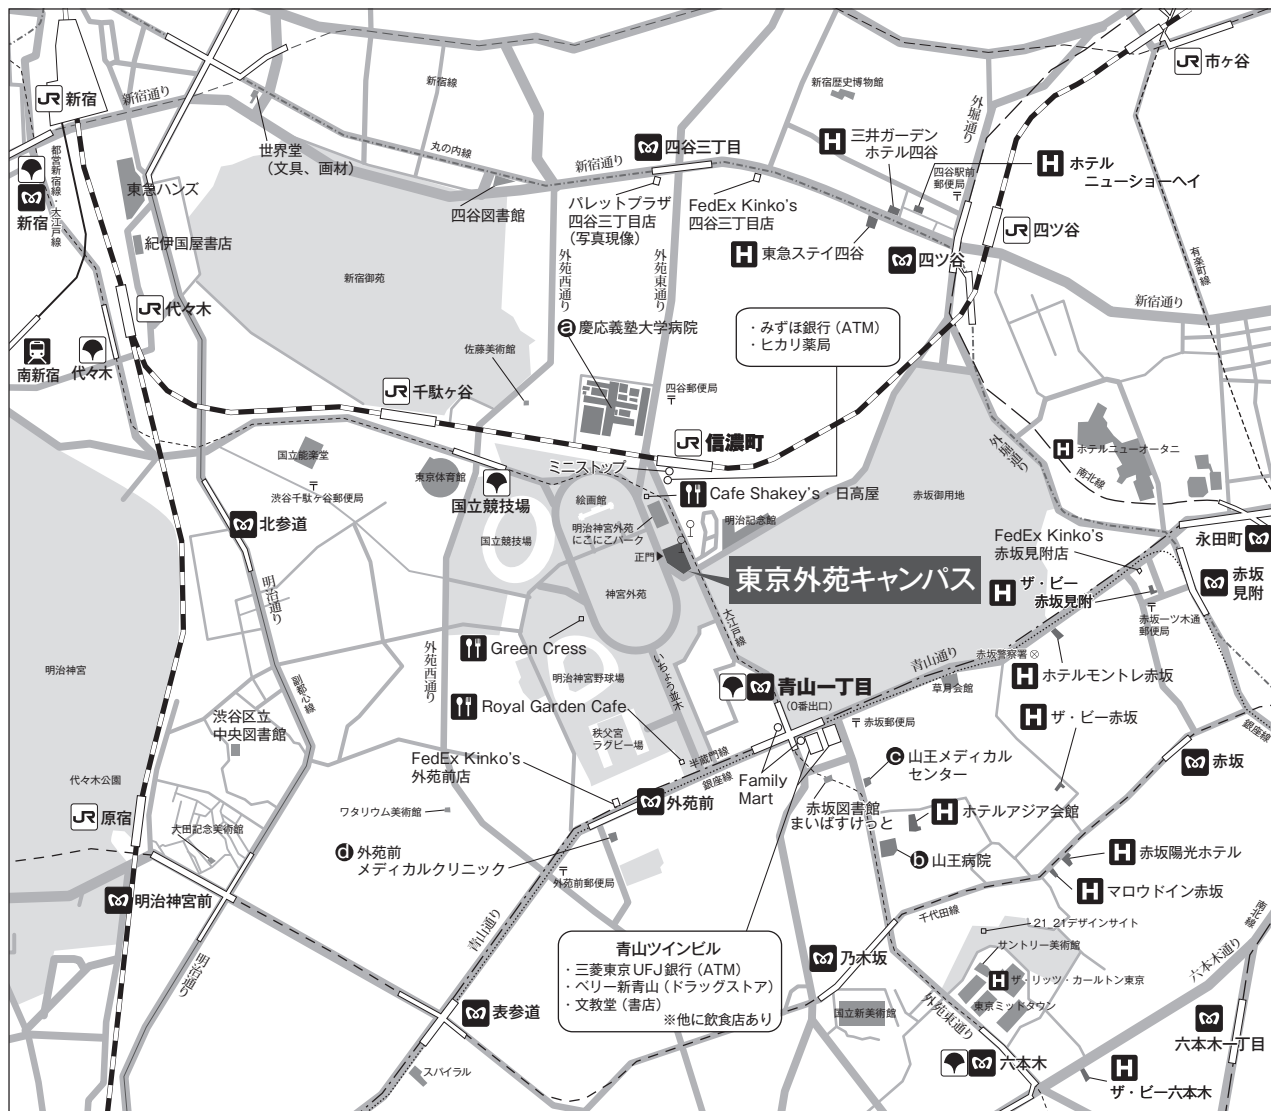 JR 新宿
新宿通り
新宿線
新宿歴史博物館
外堀通り
JR 市ヶ谷
世界堂
（文具、画材）
丸の内線
新宿通り
四谷三丁目
H 三井ガーデン
ホテル四谷
四谷駅前
郵便局
H ホテル
ニューショーヘイ
都営新宿線・大江戸線
新宿
東急ハンズ
四谷図書館
パレットプラザ
四谷三丁目店
（写真現像）
FedEx Kinko's
四谷三丁目店
JR 四ツ谷
紀伊国屋書店
H 東急ステイ四谷
四ツ谷
有楽町線
新宿御苑
外苑西通り
外苑東通り
新宿通り
JR 代々木
a 慶応義塾大学病院
・みずほ銀行（ATM）
・ヒカリ薬局
南新宿
代々木
佐藤美術館
JR 千駄ヶ谷
四谷郵便局
JR 信濃町
外堀通り
H ホテルニューオータニ
南北線
国立能楽堂
ミニストップ
東京体育館
渋谷千駄ヶ谷郵便局
国立競技場
絵画館
Cafe Shakey's・日高屋
赤坂御用地
北参道
国立競技場
明治神宮外苑
にこにこパーク
明治記念館
正門
FedEx Kinko's
赤坂見附店
永田町
東京外苑キャンパス
H ザ・ビー
赤坂見附
赤坂
見附
明治通り
神宮外苑
大江戸線
赤坂一ツ木通
郵便局
Green Cress
外苑西通り
いちょう並木
青山通り
赤坂警察署
明治神宮
明治神宮野球場
H ホテルモントレ赤坂
副都心線
青山一丁目
（0番出口）
草月会館
Royal Garden Cafe
渋谷区立
中央図書館
秩父宮
ラグビー場
赤坂郵便局
H ザ・ビー赤坂
銀座線
FedEx Kinko's
外苑前店
半蔵門線
銀座線
c 山王メディカル
センター
赤坂
代々木公園
Family
Mart
JR 原宿
ワタリウム美術館
外苑前
赤坂図書館
まいばすけっと
H ホテルアジア会館
太田記念美術館
d 外苑前
メディカルクリニック
b 山王病院
H 赤坂陽光ホテル
外苑前郵便局
H マロウドイン赤坂
明治神宮前
千代田線
南北線
青山通り
21_21デザインサイト
青山ツインビル
・三菱東京UFJ銀行（ATM）
・ベリー新青山（ドラッグストア）
・文教堂（書店）
※他に飲食店あり
サントリー美術館
六本木通り
明治通り
乃木坂
H ザ・リッツ・カールトン東京
東京ミッドタウン
表参道
国立新美術館
外苑東通り
六本木一丁目
スパイラル
六本木
H
ザ・ビー六本木